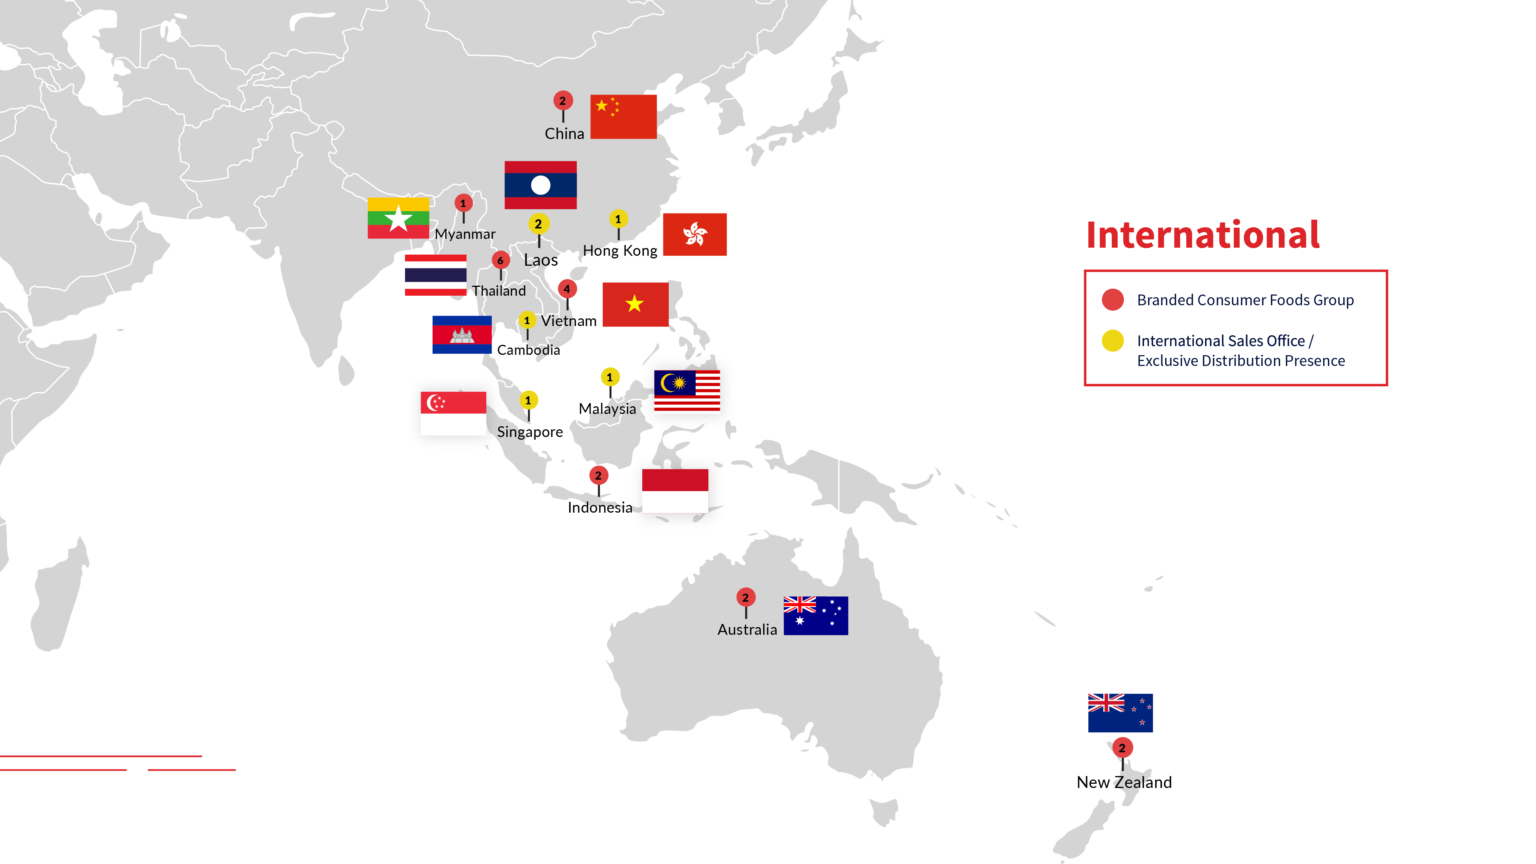 2
China
1
Myanmar
2
Laos
1
Hong Kong
6
Thailand
4
Vietnam
1
Cambodia
1
Malaysia
1
Singapore
2
Indonesia
2
Australia
2
New Zealand
International
Branded Consumer Foods Group
International Sales Office /
Exclusive Distribution Presence